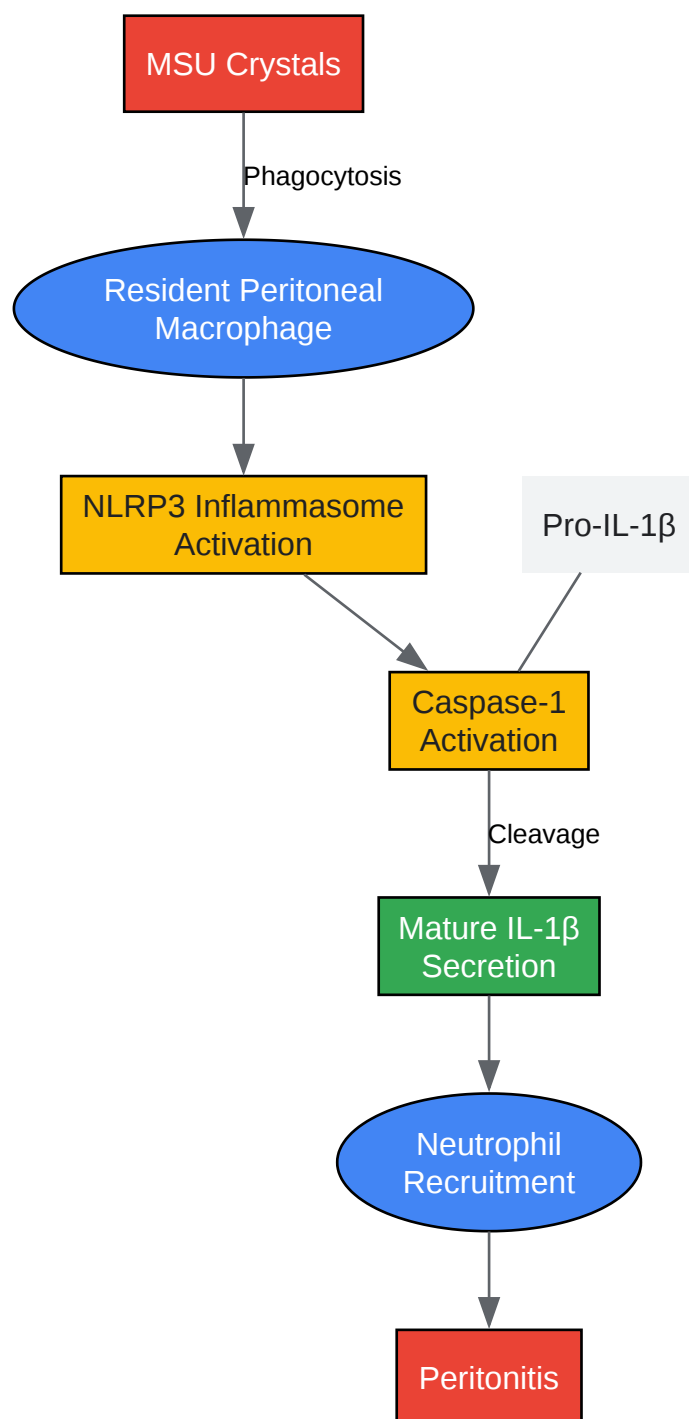 MSU Crystals
Phagocytosis
Resident Peritoneal
Macrophage
NLRP3 Inflammasome
Activation
Pro-IL-1β
Caspase-1
Activation
Cleavage
Mature IL-1β
Secretion
Neutrophil
Recruitment
Peritonitis